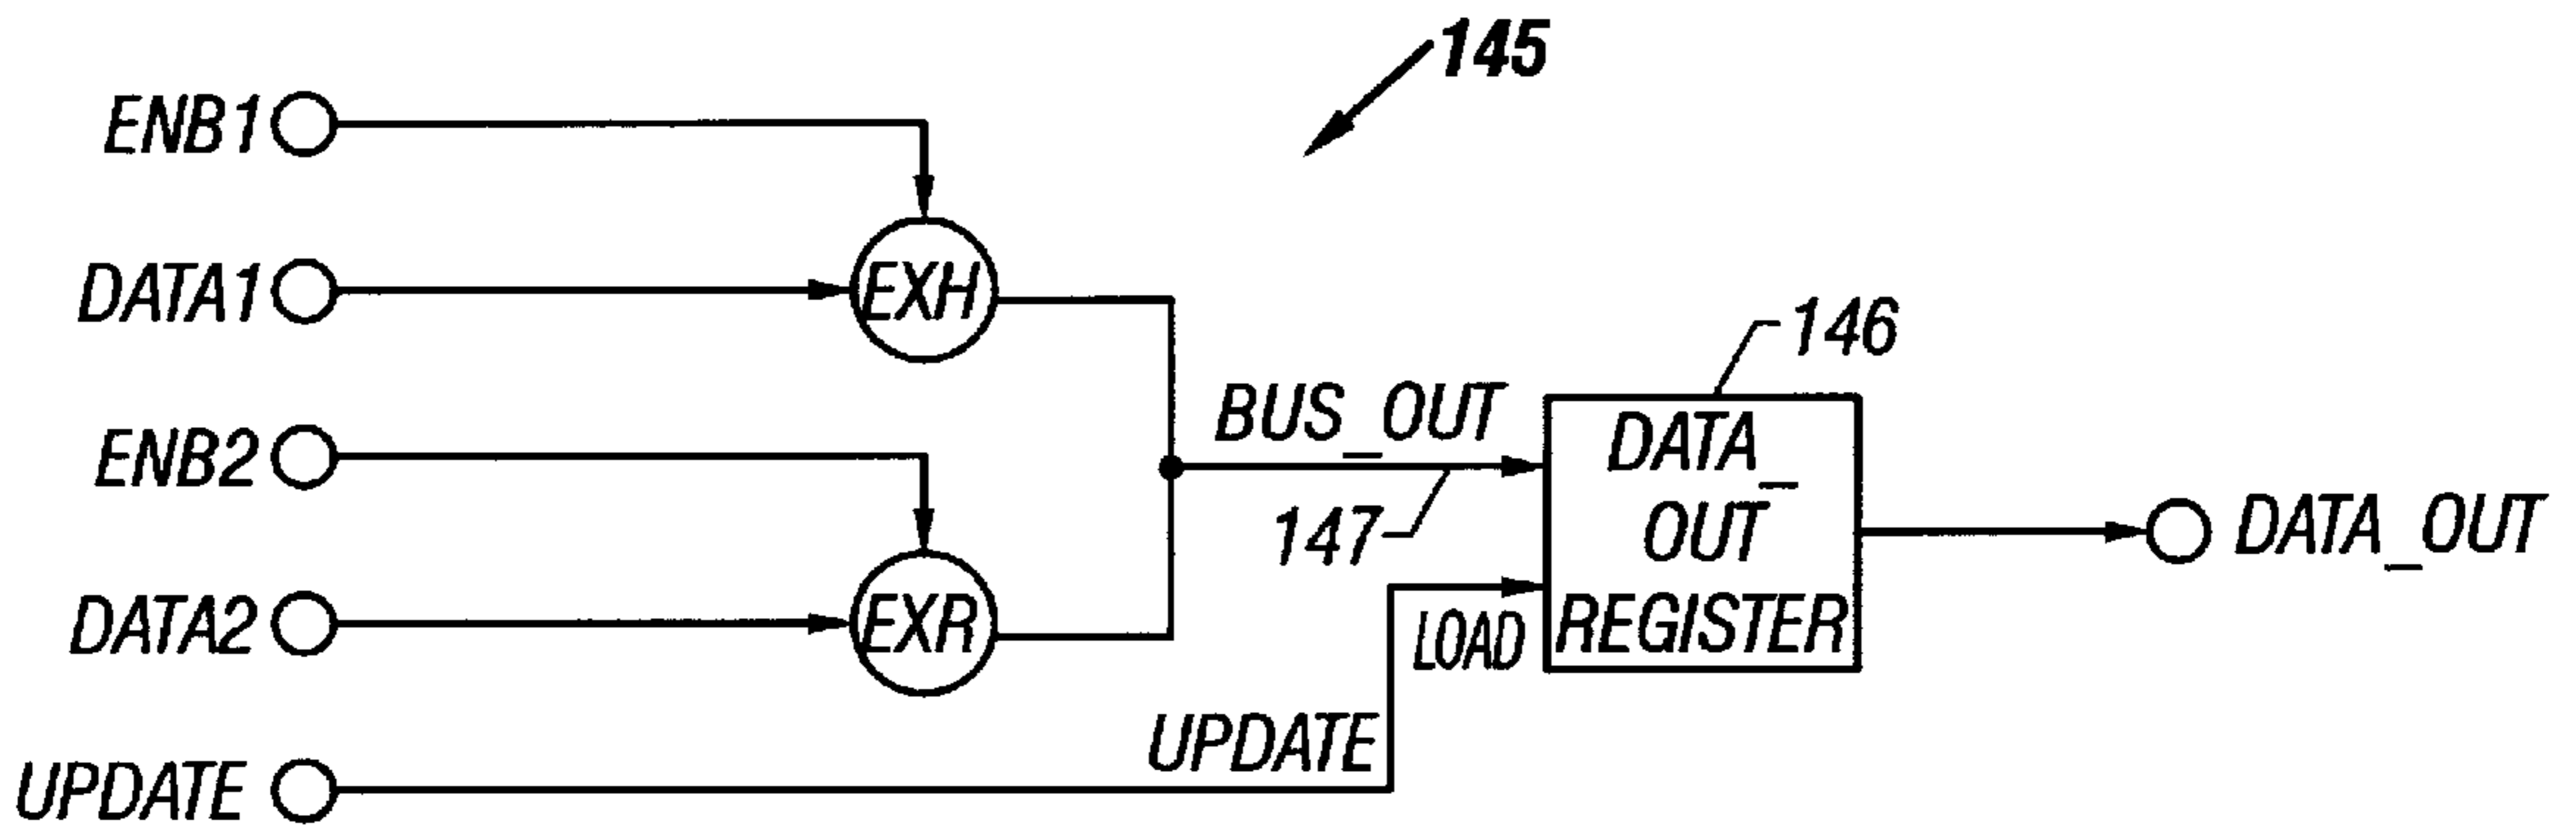 145
ENB1
DATA1
EXH
146
BUS_OUT
DATA_
ENB2
147
OUT
DATA_OUT
DATA2
EXR
LOAD
REGISTER
UPDATE
UPDATE